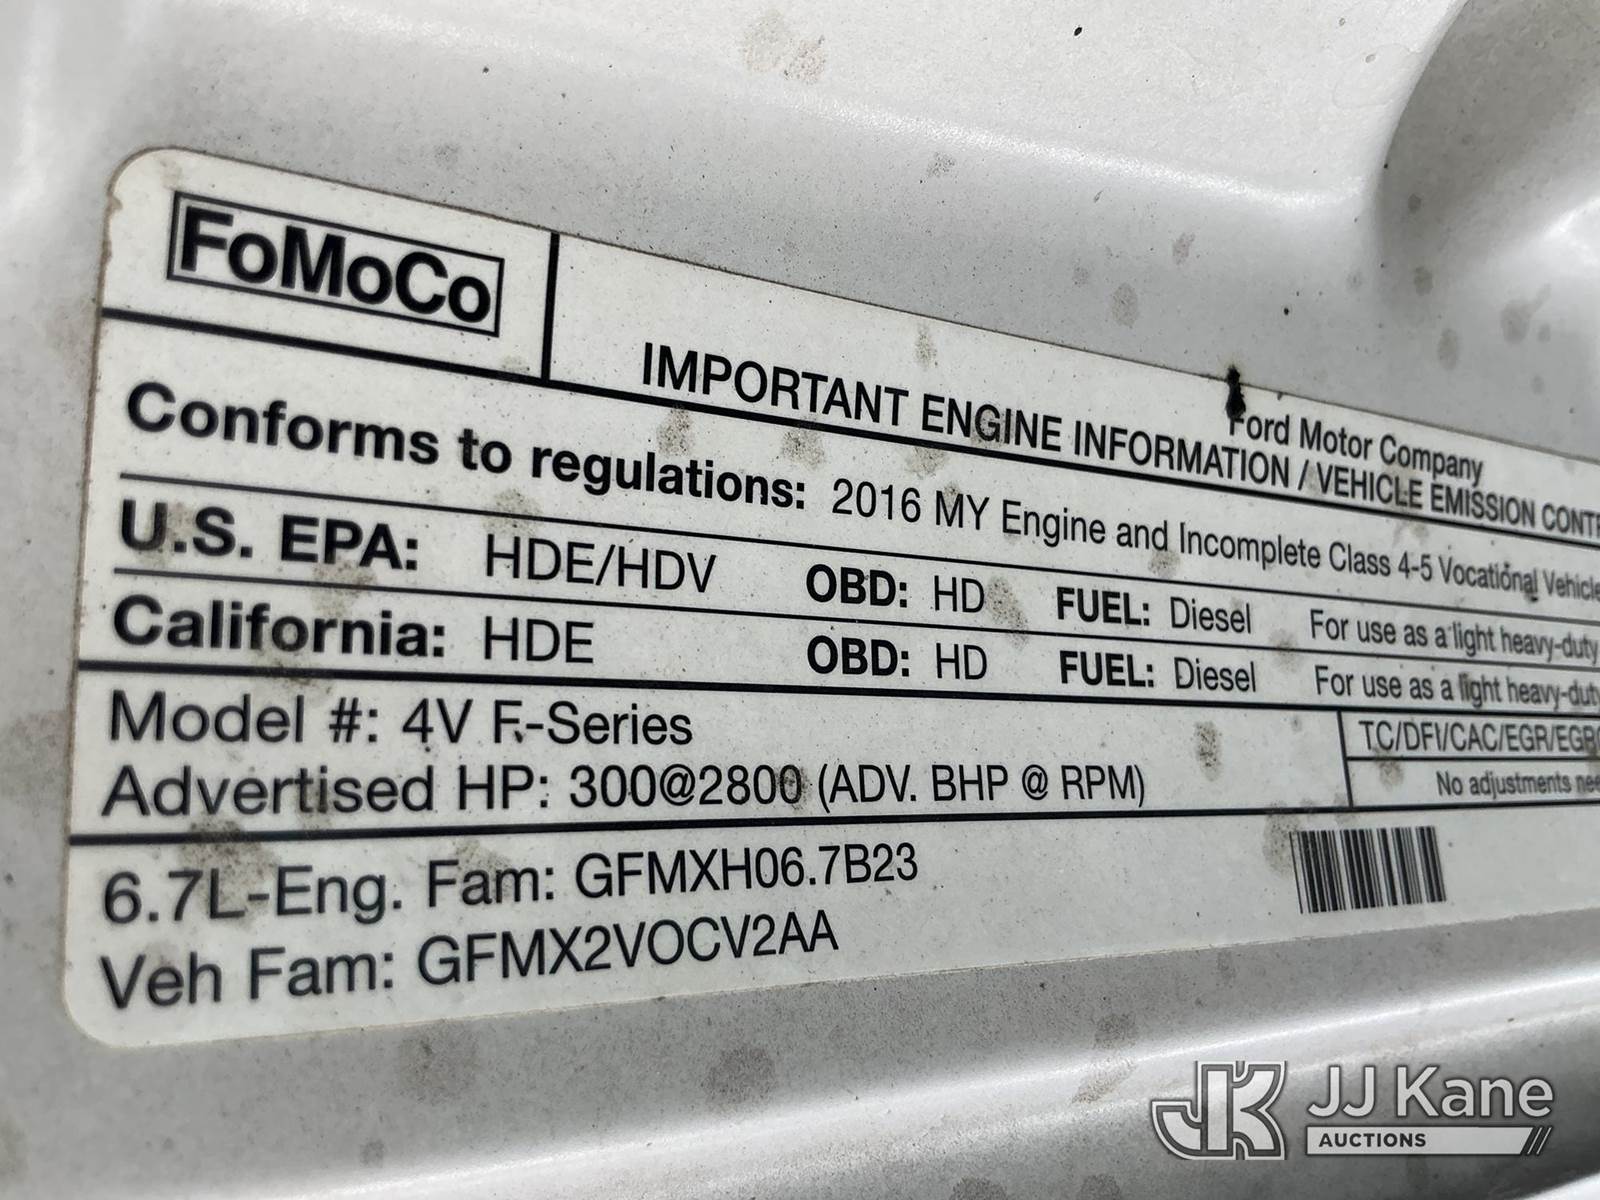 FoMoCo
Ford Motor Company
IMPORTANT ENGINE INFORMATION / VEHICLE EMISSION CONT
Conforms to regulations: 2016 MY Engine and Incomplete Class 4-5 Vocational Vehicle
U.S. EPA: HDE/HDV OBD: HD FUEL: Diesel For use as a light heavy-duty
California: HDE OBD: HD FUEL: Diesel For use as a light heavy-duty
Model #: 4V F-Series
TC/DFI/CAC/EGR/EGR
Advertised HP: 300@2800 (ADV. BHP @ RPM)
No adjustments nee
6.7L-Eng. Fam: GFMXH06.7B23
Veh Fam: GFMX2VOCV2AA
JK JJ Kane
AUCTIONS